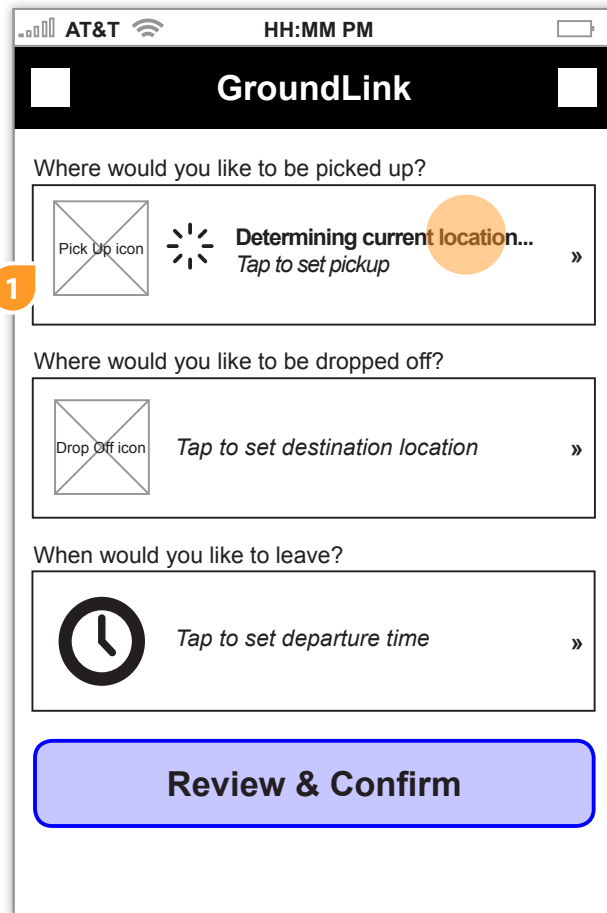 AT&T HH:MM PM
GroundLink
Where would you like to be picked up?
Pick Up icon
Determining current location...
Tap to set pickup
»
1
Where would you like to be dropped off?
Drop Off icon
Tap to set destination location
»
When would you like to leave?
Tap to set departure time
»
Review & Confirm